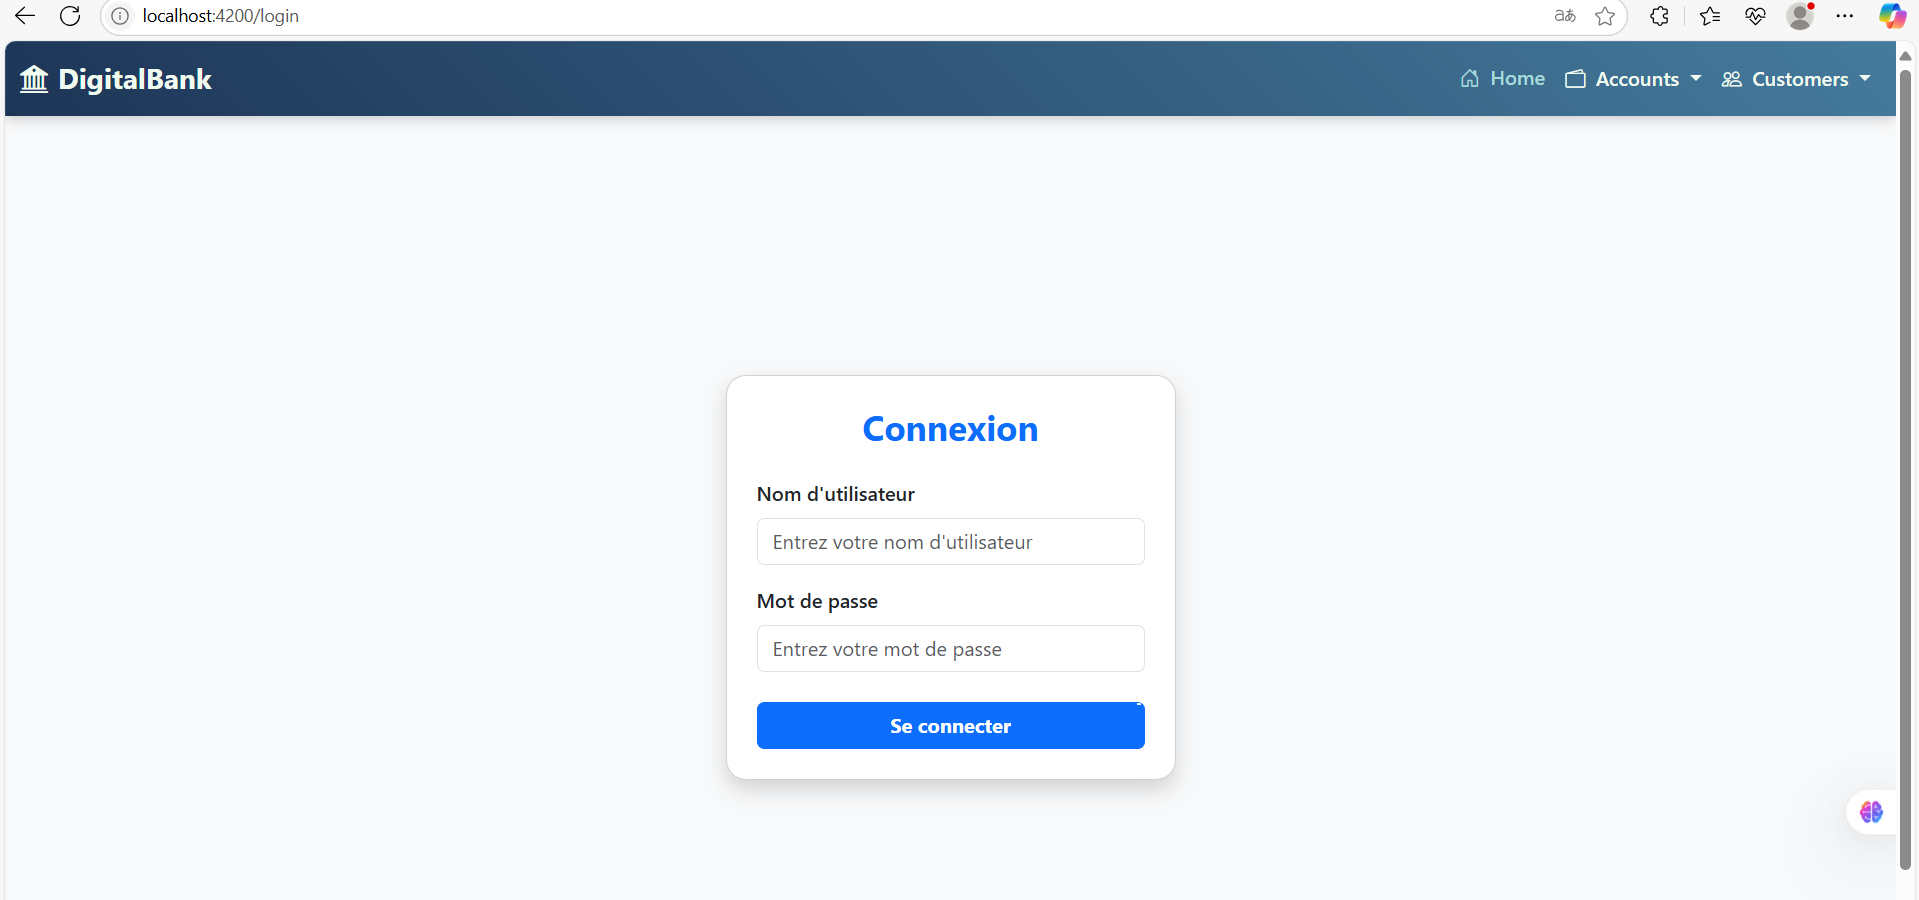 localhost:4200/login
DigitalBank
Home Accounts Customers
Connexion
Nom d'utilisateur
Entrez votre nom d'utilisateur
Mot de passe
Entrez votre mot de passe
Se connecter